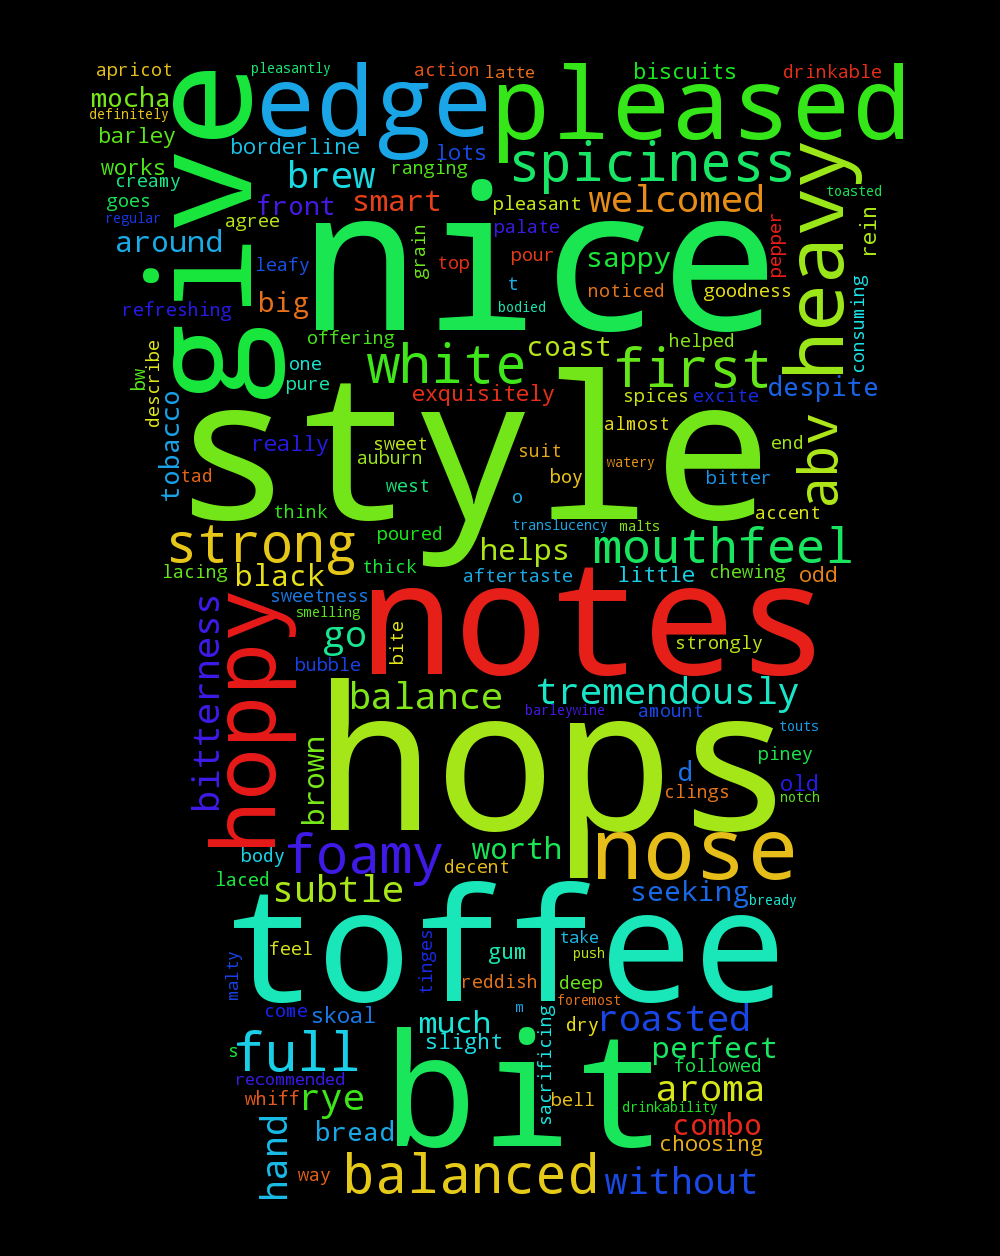 apricot
pleasantly
action
latte
biscuits
drinkable
give
edge
pleased
mocha
definitely
barley
borderline
lots
spiciness
heavy
works
creamy
brew
ranging
goes
regular
front
smart
pleasant
welcomed
toasted
agree
around
palate
rein
grain
pepper
nice
leafy
top
pour
sappy
t
noticed
goodness
big
bodied
consuming
refreshing
offering
helped
coast
white
first
one
pure
bw
describe
exquisitely
spices
excite
despite
tobacco
style
almost
abv
really
sweet
auburn
suit
end
tad
boy
watery
bitter
west
o
think
accent
strong
poured
translucency
malts
helps
mouthfeel
lacing
black
thick
aftertaste
little
chewing
odd
sweetness
smelling
notes
bitterness
hoppy
go
bite
strongly
bubble
balance
tremendously
barleywine
amount
touts
hops
piney
brown
d
clings
old
notch
body
foamy
worth
nose
decent
laced
subtle
seeking
bready
toffee
feel
tinges
gum
take
push
malty
reddish
deep
foremost
come
skoal
m
much
dry
roasted
sacrificing
s
full
slight
bit
perfect
followed
recommended
whiff
rye
bell
aroma
drinkability
hand
bread
combo
choosing
way
balanced
without